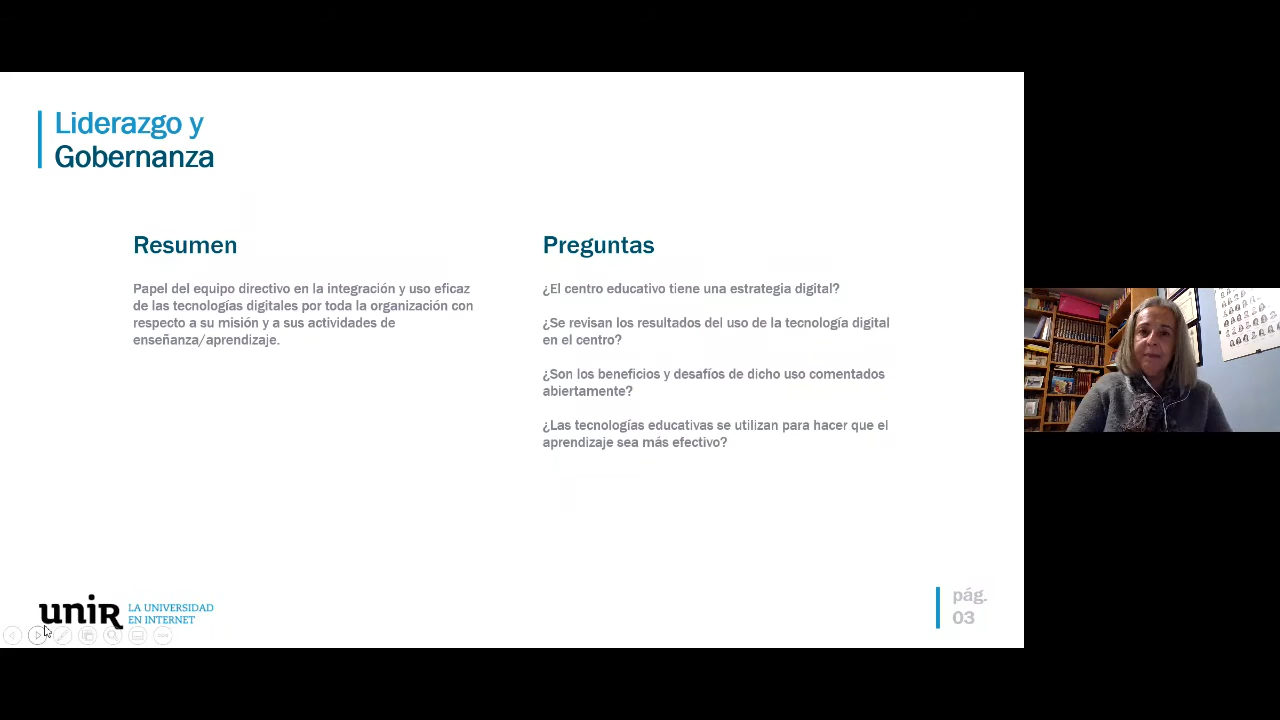 Liderazgo y
Gobernanza
Resumen
Papel del equipo directivo en la integración y uso eficaz
de las tecnologías digitales por toda la organización con
respecto a su misión y a sus actividades de
enseñanza/aprendizaje.
Preguntas
¿El centro educativo tiene una estrategia digital?
¿Se revisan los resultados del uso de la tecnología digital
en el centro?
¿Son los beneficios y desafíos de dicho uso comentados
abiertamente?
¿Las tecnologías educativas se utilizan para hacer que el
aprendizaje sea más efectivo?
unir
LA UNIVERSIDAD
EN INTERNET
pág.
03